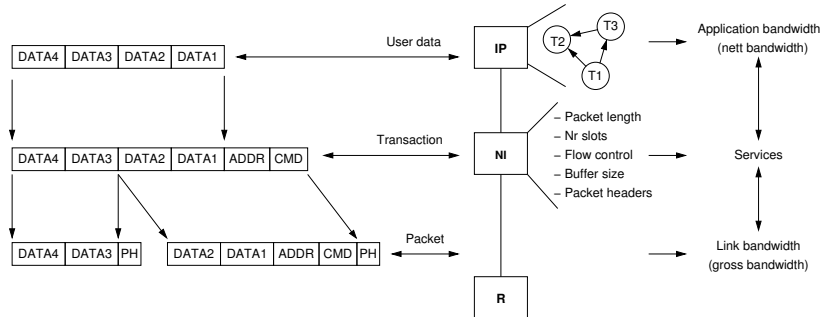 DATA4 DATA3 DATA2 DATA1
User data
IP
T3
T2
T1
Application bandwidth
(nett bandwidth)
DATA4 DATA3 DATA2 DATA1 ADDR CMD
Transaction
NI
– Packet length
– Nr slots
– Flow control
– Buffer size
– Packet headers
Services
DATA4 DATA3 PH
DATA2 DATA1 ADDR CMD PH
Packet
R
Link bandwidth
(gross bandwidth)